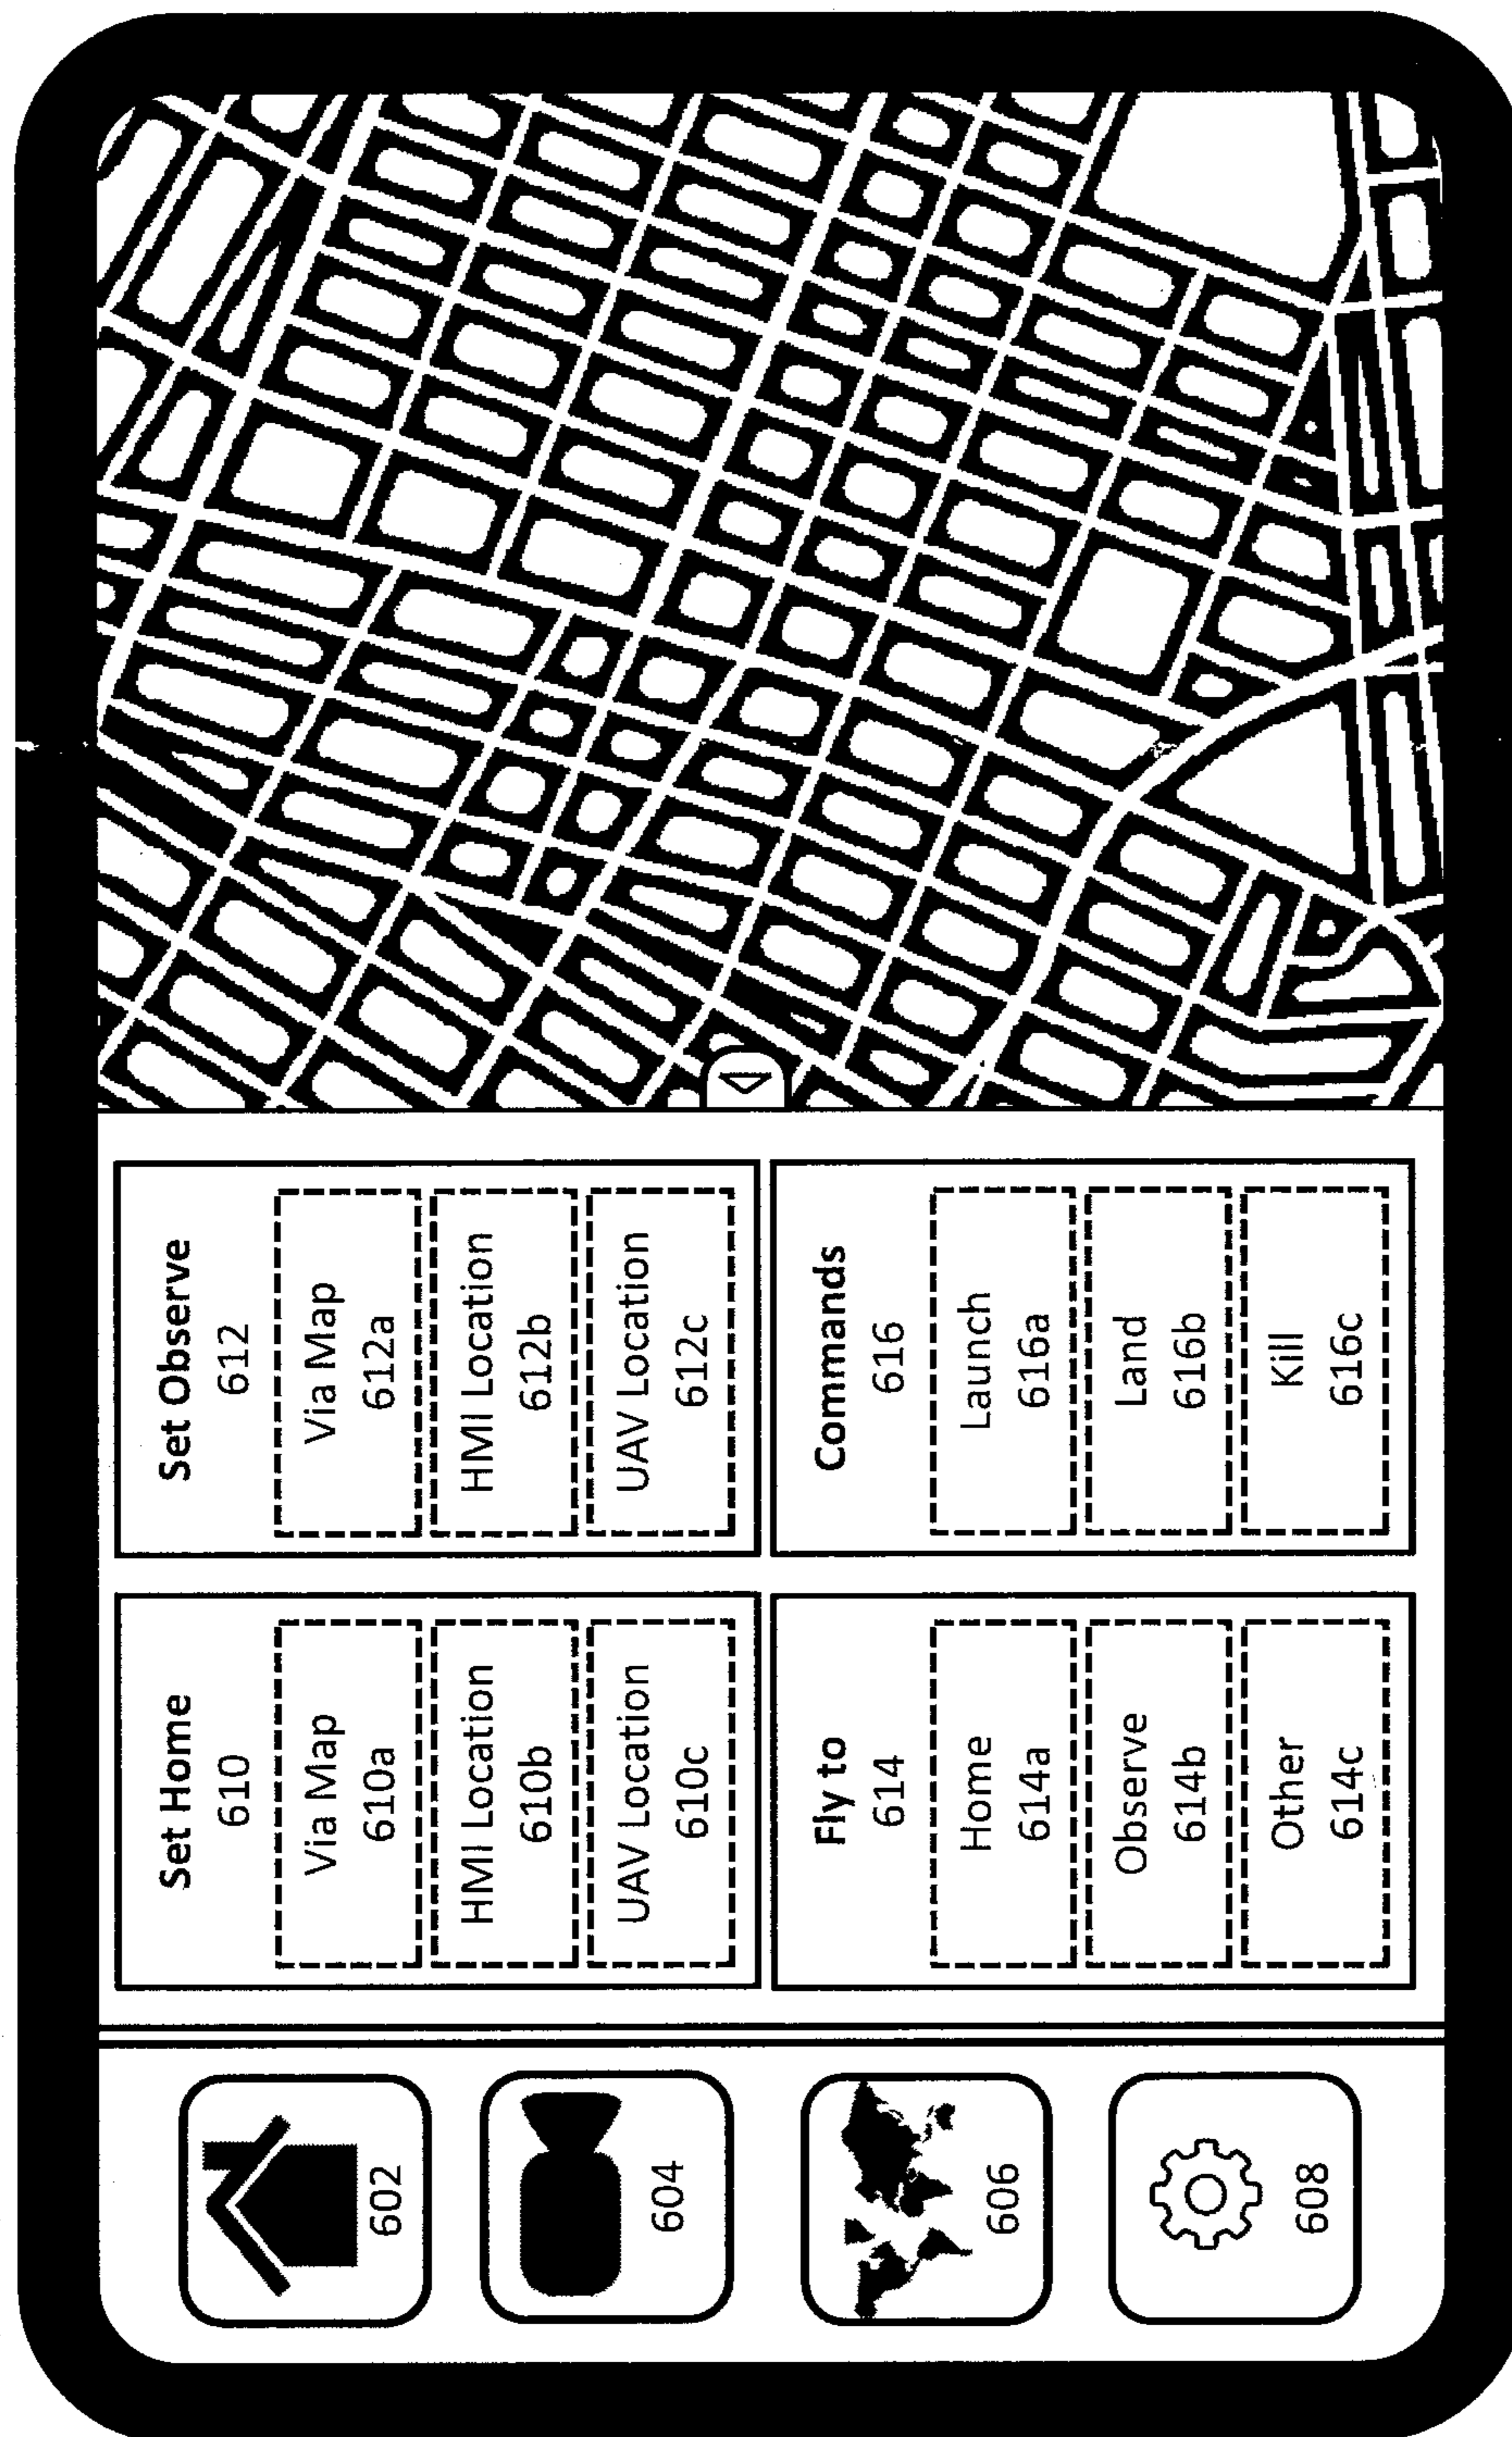 602
604
606
608
Set Home
610
Via Map
610a
HMI Location
610b
UAV Location
610c
Set Observe
612
Via Map
612a
HMI Location
612b
UAV Location
612c
Fly to
614
Home
614a
Observe
614b
Other
614c
Commands
616
Launch
616a
Land
616b
Kill
616c